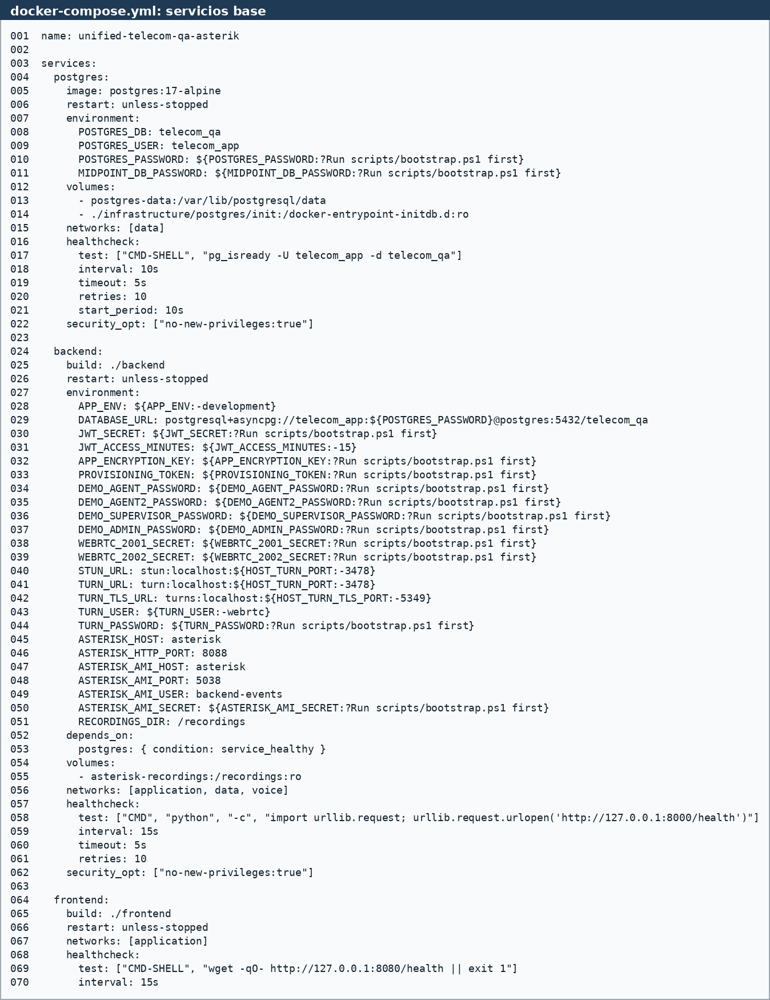 docker-compose.yml: servicios base
001  name: unified-telecom-qa-asterik
002
003  services:
004    postgres:
005      image: postgres:17-alpine
006      restart: unless-stopped
007      environment:
008        POSTGRES_DB: telecom_qa
009        POSTGRES_USER: telecom_app
010        POSTGRES_PASSWORD: ${POSTGRES_PASSWORD:?Run scripts/bootstrap.ps1 first}
011        MIDPOINT_DB_PASSWORD: ${MIDPOINT_DB_PASSWORD:?Run scripts/bootstrap.ps1 first}
012      volumes:
013        - postgres-data:/var/lib/postgresql/data
014        - ./infrastructure/postgres/init:/docker-entrypoint-initdb.d:ro
015      networks: [data]
016      healthcheck:
017        test: ["CMD-SHELL", "pg_isready -U telecom_app -d telecom_qa"]
018        interval: 10s
019        timeout: 5s
020        retries: 10
021        start_period: 10s
022      security_opt: ["no-new-privileges:true"]
023
024    backend:
025      build: ./backend
026      restart: unless-stopped
027      environment:
028        APP_ENV: ${APP_ENV:-development}
029        DATABASE_URL: postgresql+asyncpg://telecom_app:${POSTGRES_PASSWORD}@postgres:5432/telecom_qa
030        JWT_SECRET: ${JWT_SECRET:?Run scripts/bootstrap.ps1 first}
031        JWT_ACCESS_MINUTES: ${JWT_ACCESS_MINUTES:-15}
032        APP_ENCRYPTION_KEY: ${APP_ENCRYPTION_KEY:?Run scripts/bootstrap.ps1 first}
033        PROVISIONING_TOKEN: ${PROVISIONING_TOKEN:?Run scripts/bootstrap.ps1 first}
034        DEMO_AGENT_PASSWORD: ${DEMO_AGENT_PASSWORD:?Run scripts/bootstrap.ps1 first}
035        DEMO_AGENT2_PASSWORD: ${DEMO_AGENT2_PASSWORD:?Run scripts/bootstrap.ps1 first}
036        DEMO_SUPERVISOR_PASSWORD: ${DEMO_SUPERVISOR_PASSWORD:?Run scripts/bootstrap.ps1 first}
037        DEMO_ADMIN_PASSWORD: ${DEMO_ADMIN_PASSWORD:?Run scripts/bootstrap.ps1 first}
038        WEBRTC_2001_SECRET: ${WEBRTC_2001_SECRET:?Run scripts/bootstrap.ps1 first}
039        WEBRTC_2002_SECRET: ${WEBRTC_2002_SECRET:?Run scripts/bootstrap.ps1 first}
040        STUN_URL: stun:localhost:${HOST_TURN_PORT:-3478}
041        TURN_URL: turn:localhost:${HOST_TURN_PORT:-3478}
042        TURN_TLS_URL: turns:localhost:${HOST_TURN_TLS_PORT:-5349}
043        TURN_USER: ${TURN_USER:-webrtc}
044        TURN_PASSWORD: ${TURN_PASSWORD:?Run scripts/bootstrap.ps1 first}
045        ASTERISK_HOST: asterisk
046        ASTERISK_HTTP_PORT: 8088
047        ASTERISK_AMI_HOST: asterisk
048        ASTERISK_AMI_PORT: 5038
049        ASTERISK_AMI_USER: backend-events
050        ASTERISK_AMI_SECRET: ${ASTERISK_AMI_SECRET:?Run scripts/bootstrap.ps1 first}
051        RECORDINGS_DIR: /recordings
052      depends_on:
053        postgres: { condition: service_healthy }
054      volumes:
055        - asterisk-recordings:/recordings:ro
056      networks: [application, data, voice]
057      healthcheck:
058        test: ["CMD", "python", "-c", "import urllib.request; urllib.request.urlopen('http://127.0.0.1:8000/health')"]
059        interval: 15s
060        timeout: 5s
061        retries: 10
062      security_opt: ["no-new-privileges:true"]
063
064    frontend:
065      build: ./frontend
066      restart: unless-stopped
067      networks: [application]
068      healthcheck:
069        test: ["CMD-SHELL", "wget -qO- http://127.0.0.1:8080/health || exit 1"]
070        interval: 15s